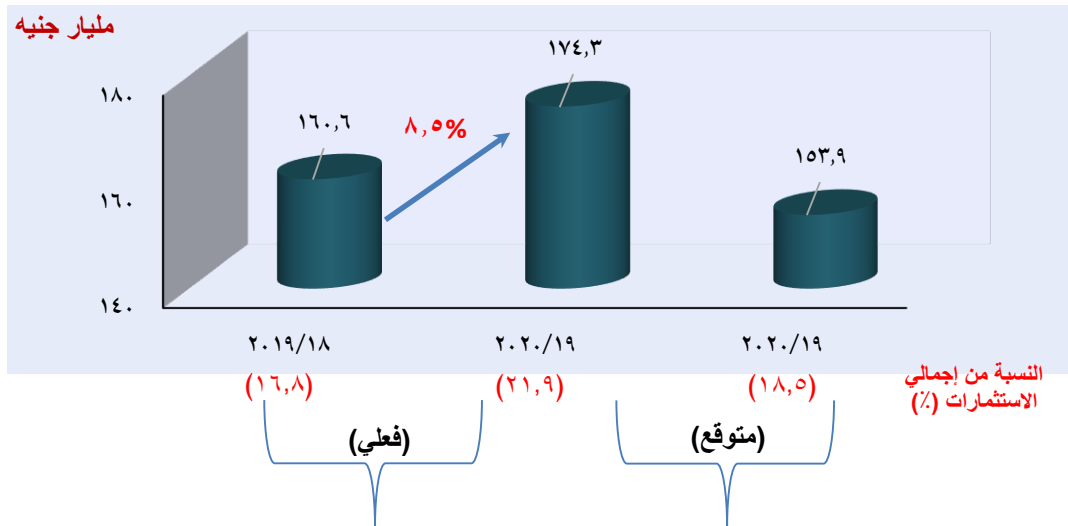 مليار جنيه
١٧٤,٣
١٨٠
١٦٠,٦
٨,٥%
١٥٣,٩
١٦٠
١٤٠
٢٠١٩/١٨
٢٠٢٠/١٩
٢٠٢٠/١٩
(١٦,٨)
(٢١,٩)
(١٨,٥)
النسبة من إجمالي
الاستثمارات (٪)
(فعلي)
(متوقع)